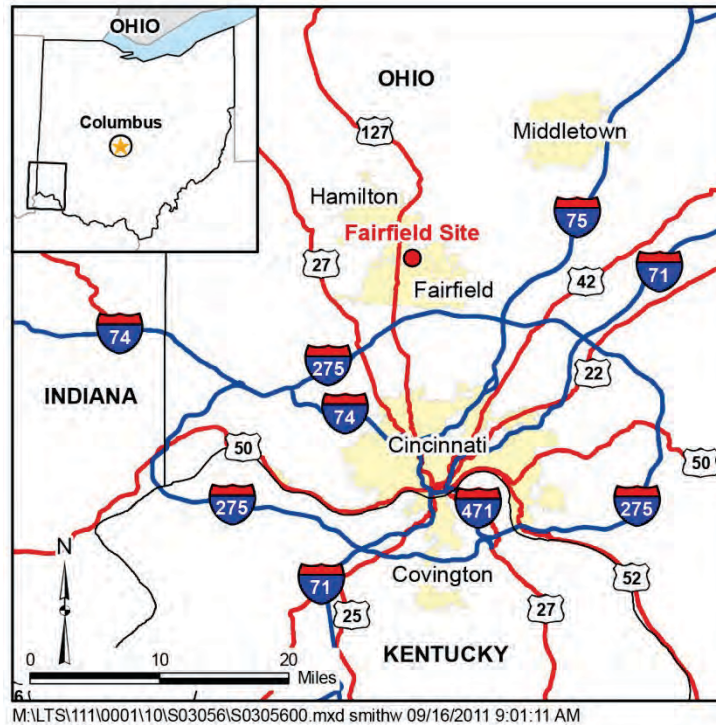 OHIO
Columbus
OHIO
127
Middletown
Hamilton
75
Fairfield Site
27
42
71
Fairfield
74
275
22
INDIANA
74
Cincinnati
50
50
275
471
275
N
Covington
71
52
25
27
0 10 20
Miles
KENTUCKY
M:\LTS\111\0001\10\S03056\S0305600.mxd smithw 09/16/2011 9:01:11 AM